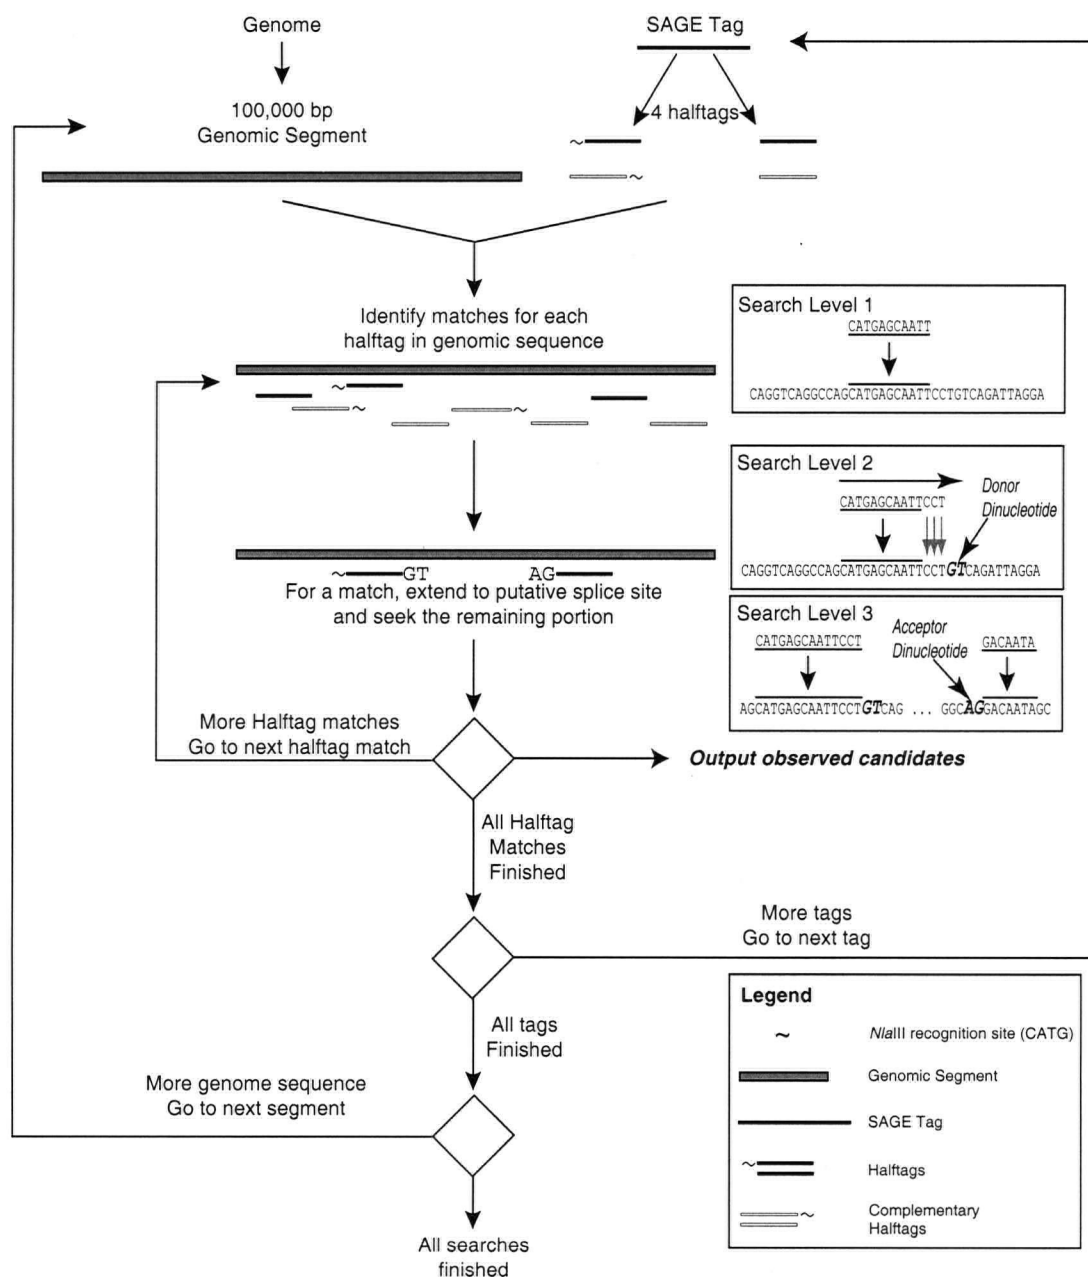 Genome
SAGE Tag
100,000 bp
Genomic Segment
4 halftags
~
~
Identify matches for each
halftag in genomic sequence
~
~
~
~
GT
AG
For a match, extend to putative splice site
and seek the remaining portion
Search Level 1
CATGAGCAATT
CAGGTCAGGCCAGCATGAGCAATTCCTGTCAGATTAGGA
Search Level 2
Donor
Dinucleotide
CATGAGCAATTCCT
CAGGTCAGGCCAGCATGAGCAATTCCTGTCAGATTAGGA
Search Level 3
CATGAGCAATTCCT
Acceptor
Dinucleotide
GACAATA
AGCATGAGCAATTCCTGTCAG ... GGCAGGACAATAGC
More Halftag matches
Go to next halftag match
Output observed candidates
All Halftag
Matches
Finished
More tags
Go to next tag
All tags
Finished
More genome sequence
Go to next segment
All searches
finished
Legend
~ NlaIII recognition site (CATG)
Genomic Segment
SAGE Tag
~ Halftags
~ Complementary
Halftags